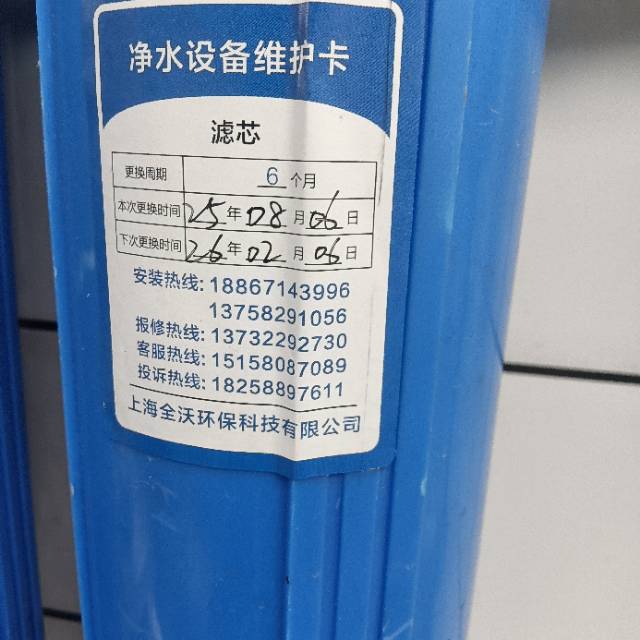 净水设备维护卡
滤芯
更换周期 6 个月
本次更换时间 25 年 08 月 06 日
下次更换时间 26 年 02 月 06 日
安装热线: 18867143996
13758291056
报修热线: 13732292730
客服热线: 15158087089
投诉热线: 18258897611
上海全沃环保科技有限公司